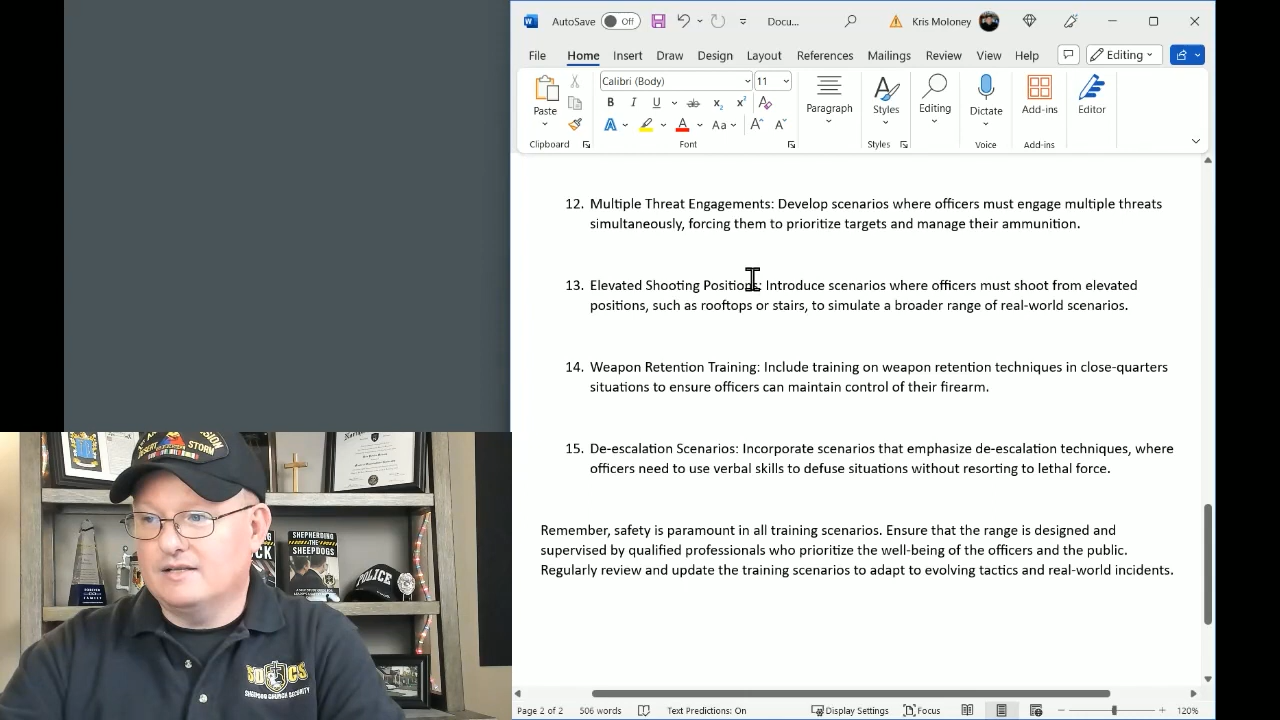 AutoSave Off Docu... Kris Moloney
File Home Insert Draw Design Layout References Mailings Review View Help Editing
Calibri (Body) 11
Paste Paragraph Styles Editing Dictate Add-ins Editor
Clipboard Font Styles Voice Add-ins
12. Multiple Threat Engagements: Develop scenarios where officers must engage multiple threats
simultaneously, forcing them to prioritize targets and manage their ammunition.
13. Elevated Shooting Positions: Introduce scenarios where officers must shoot from elevated
positions, such as rooftops or stairs, to simulate a broader range of real-world scenarios.
14. Weapon Retention Training: Include training on weapon retention techniques in close-quarters
situations to ensure officers can maintain control of their firearm.
15. De-escalation Scenarios: Incorporate scenarios that emphasize de-escalation techniques, where
officers need to use verbal skills to defuse situations without resorting to lethal force.
Remember, safety is paramount in all training scenarios. Ensure that the range is designed and
supervised by qualified professionals who prioritize the well-being of the officers and the public.
Regularly review and update the training scenarios to adapt to evolving tactics and real-world incidents.
Page 2 of 2 506 words Text Predictions: On Display Settings Focus 120%
DESERT STORM
SHEPHERDING
THE
SHEEPDOGS
POLICE
SHEEPDOG CHURCH SECURITY